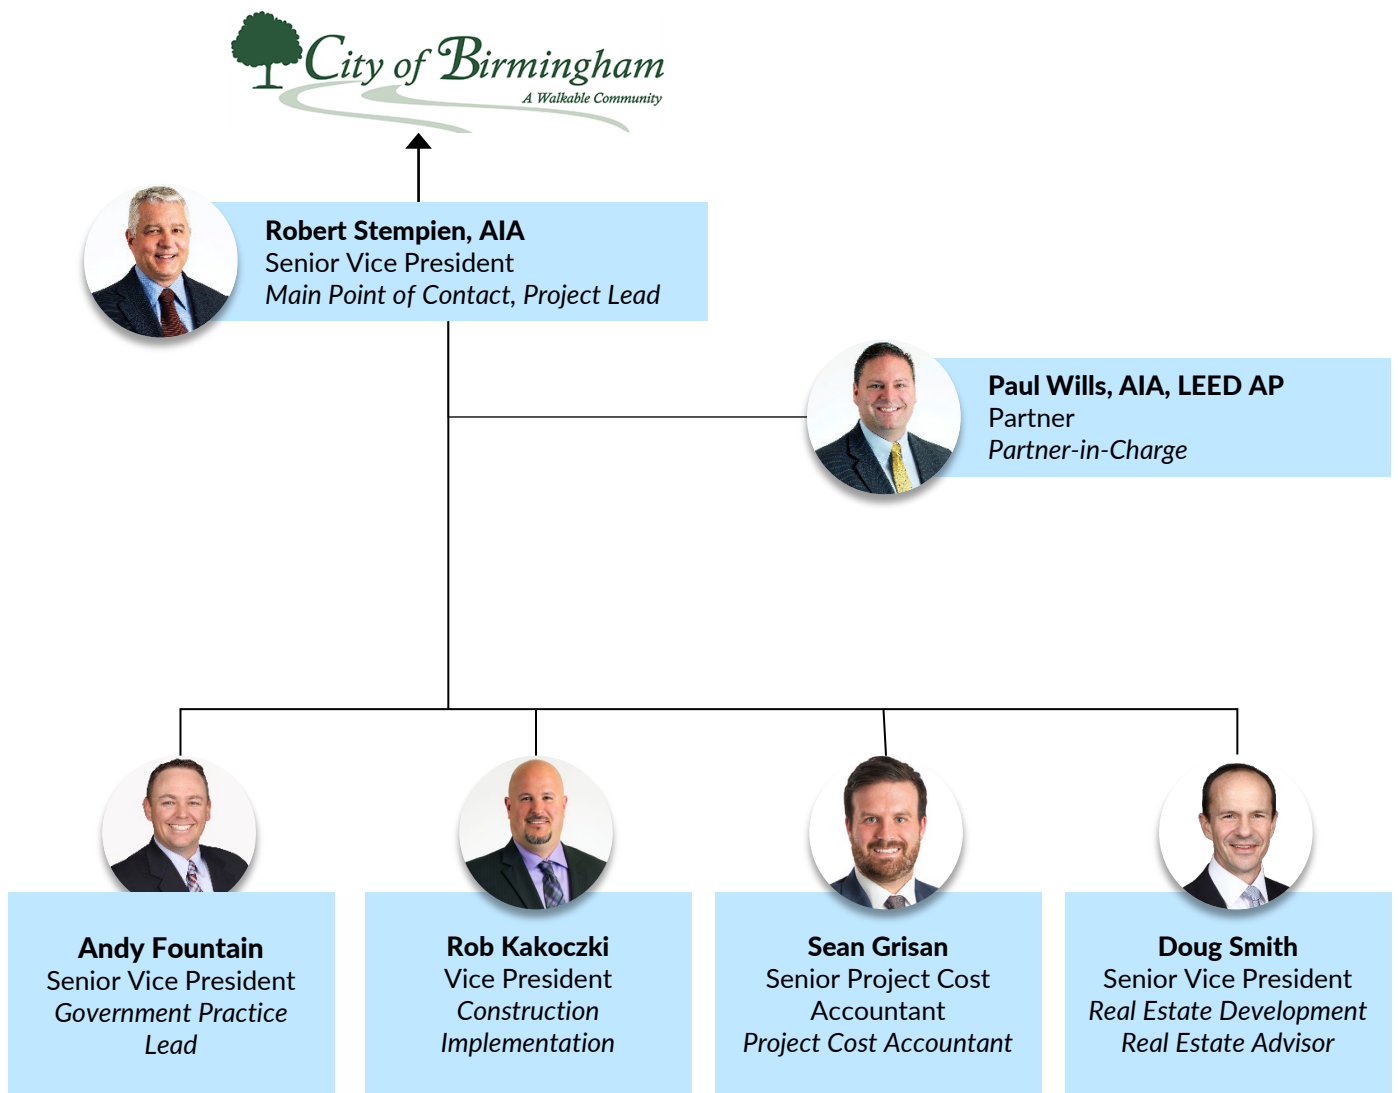 City of Birmingham
A Walkable Community
Robert Stempien, AIA
Senior Vice President
Main Point of Contact, Project Lead
Paul Wills, AIA, LEED AP
Partner
Partner-in-Charge
Andy Fountain
Senior Vice President
Government Practice
Lead
Rob Kakoczki
Vice President
Construction
Implementation
Sean Grisan
Senior Project Cost
Accountant
Project Cost Accountant
Doug Smith
Senior Vice President
Real Estate Development
Real Estate Advisor